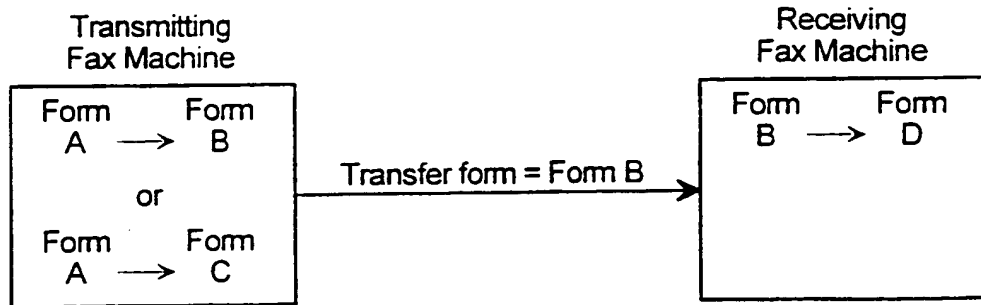 Transmitting
Fax Machine
Form Form
A → B
or
Form Form
A → C
Transfer form = Form B
Receiving
Fax Machine
Form Form
B → D